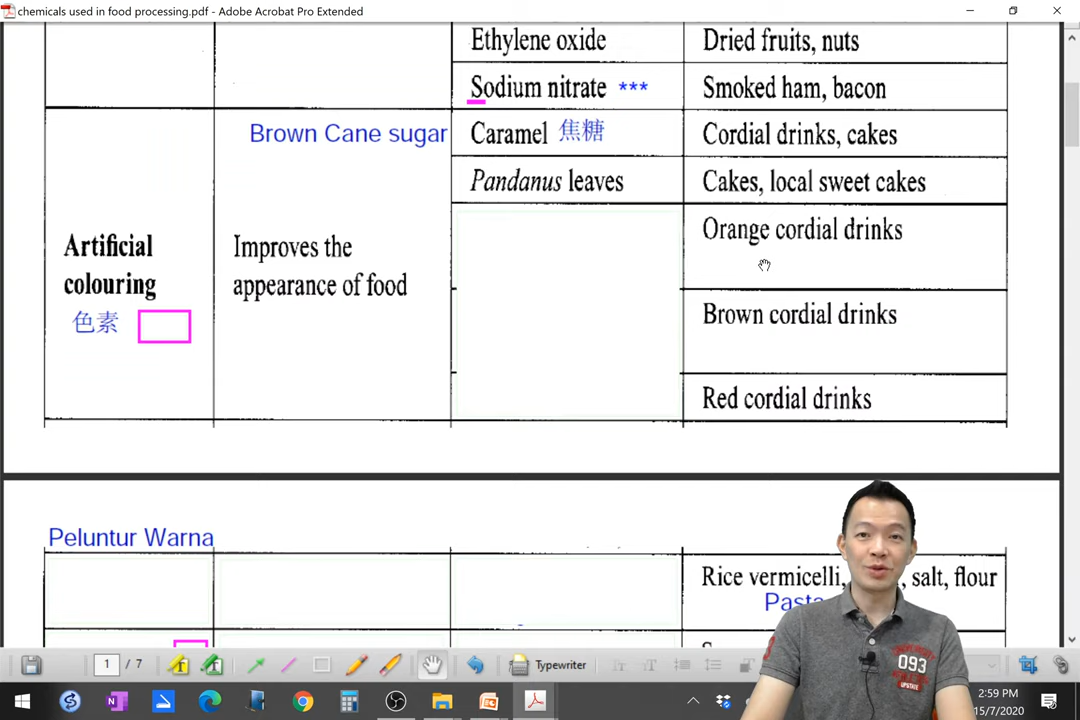 chemicals used in food processing.pdf - Adobe Acrobat Pro Extended
Ethylene oxide
Dried fruits, nuts
Sodium nitrate ***
Smoked ham, bacon
Brown Cane sugar
Caramel 焦糖
Cordial drinks, cakes
Pandanus leaves
Cakes, local sweet cakes
Artificial
colouring
色素
Improves the
appearance of food
Orange cordial drinks
Brown cordial drinks
Red cordial drinks
Peluntur Warna
Rice vermicelli, salt, flour
Pasta
1 / 7
Typewriter
093
UPSTATE
2:59 PM
15/7/2020